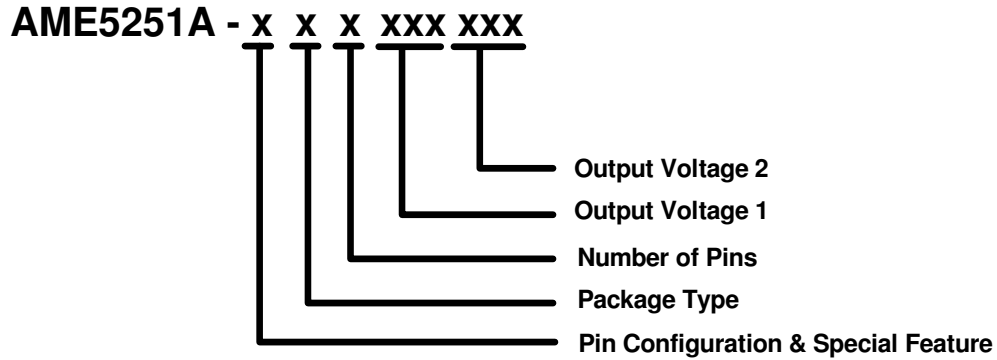 AME5251A - x x x xxx xxx
Output Voltage 2
Output Voltage 1
Number of Pins
Package Type
Pin Configuration & Special Feature